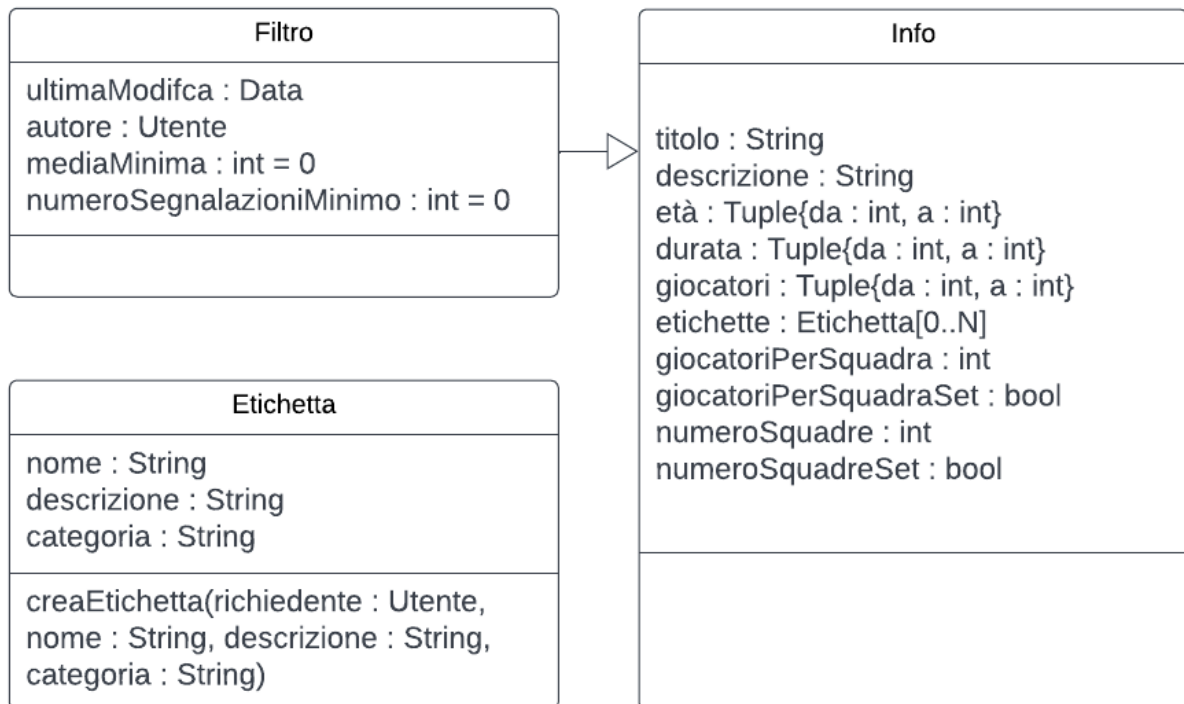 Filtro
ultimaModifca : Data
autore : Utente
mediaMinima : int = 0
numeroSegnalazioniMinimo : int = 0
Info
titolo : String
descrizione : String
età : Tuple{da : int, a : int}
durata : Tuple{da : int, a : int}
giocatori : Tuple{da : int, a : int}
etichette : Etichetta[0..N]
giocatoriPerSquadra : int
giocatoriPerSquadraSet : bool
numeroSquadre : int
numeroSquadreSet : bool
Etichetta
nome : String
descrizione : String
categoria : String
creaEtichetta(richiedente : Utente,
nome : String, descrizione : String,
categoria : String)